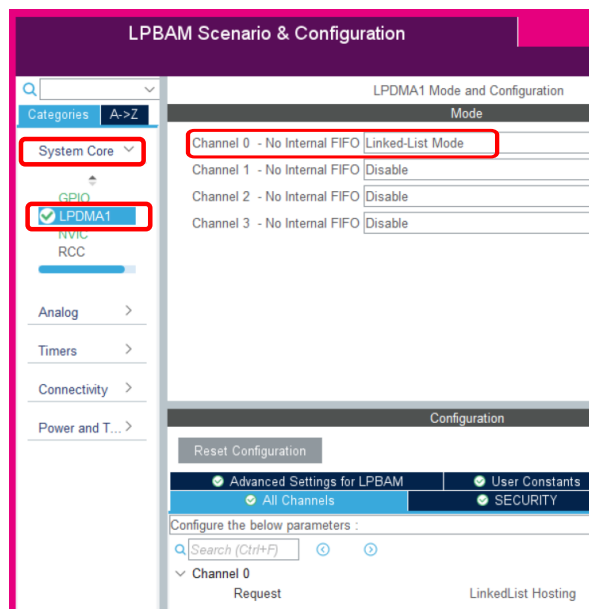 LPBAM Scenario & Configuration
LPDMA1 Mode and Configuration
Categories A->Z
Mode
System Core
Channel 0 - No Internal FIFO Linked-List Mode
Channel 1 - No Internal FIFO Disable
Channel 2 - No Internal FIFO Disable
Channel 3 - No Internal FIFO Disable
GPIO
LPDMA1
NVIC
RCC
Analog
Timers
Connectivity
Power and T...
Configuration
Reset Configuration
Advanced Settings for LPBAM User Constants
All Channels SECURITY
Configure the below parameters :
Search (Ctrl+F)
Channel 0
Request LinkedList Hosting